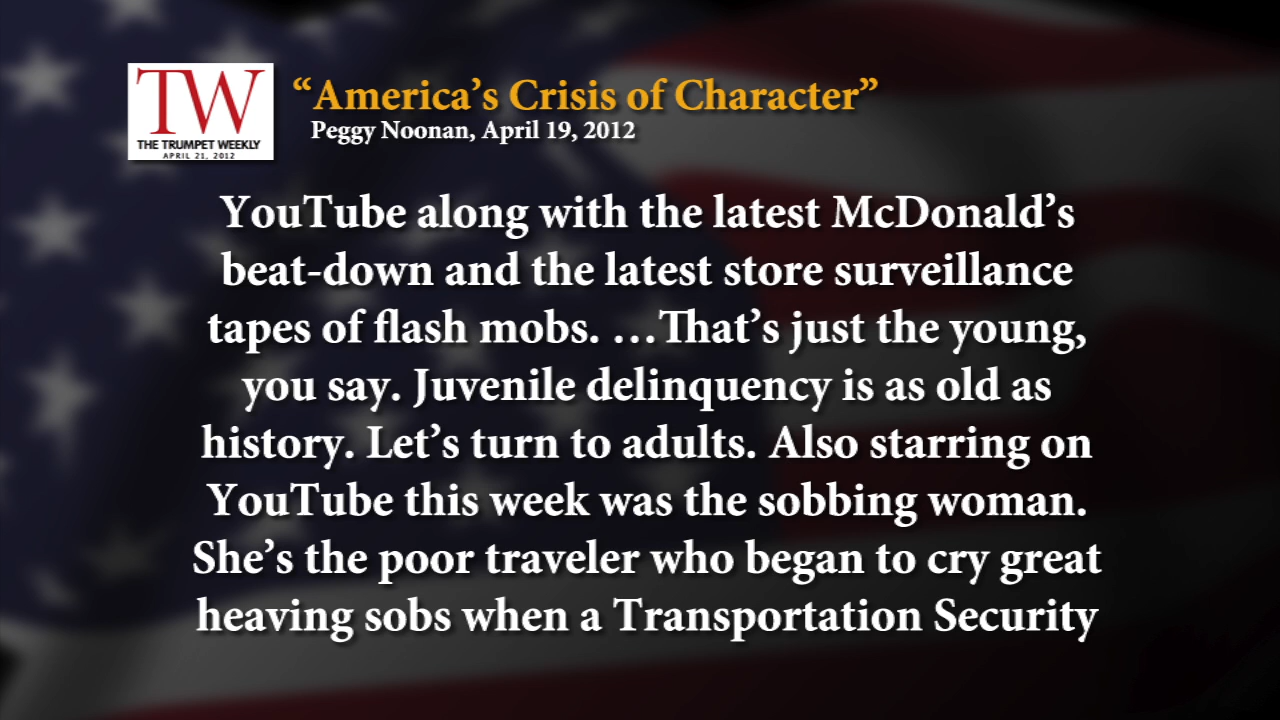 TW
THE TRUMPET WEEKLY
APRIL 21, 2012
“America’s Crisis of Character”
Peggy Noonan, April 19, 2012
YouTube along with the latest McDonald’s
beat-down and the latest store surveillance
tapes of flash mobs. …That’s just the young,
you say. Juvenile delinquency is as old as
history. Let’s turn to adults. Also starring on
YouTube this week was the sobbing woman.
She’s the poor traveler who began to cry great
heaving sobs when a Transportation Security